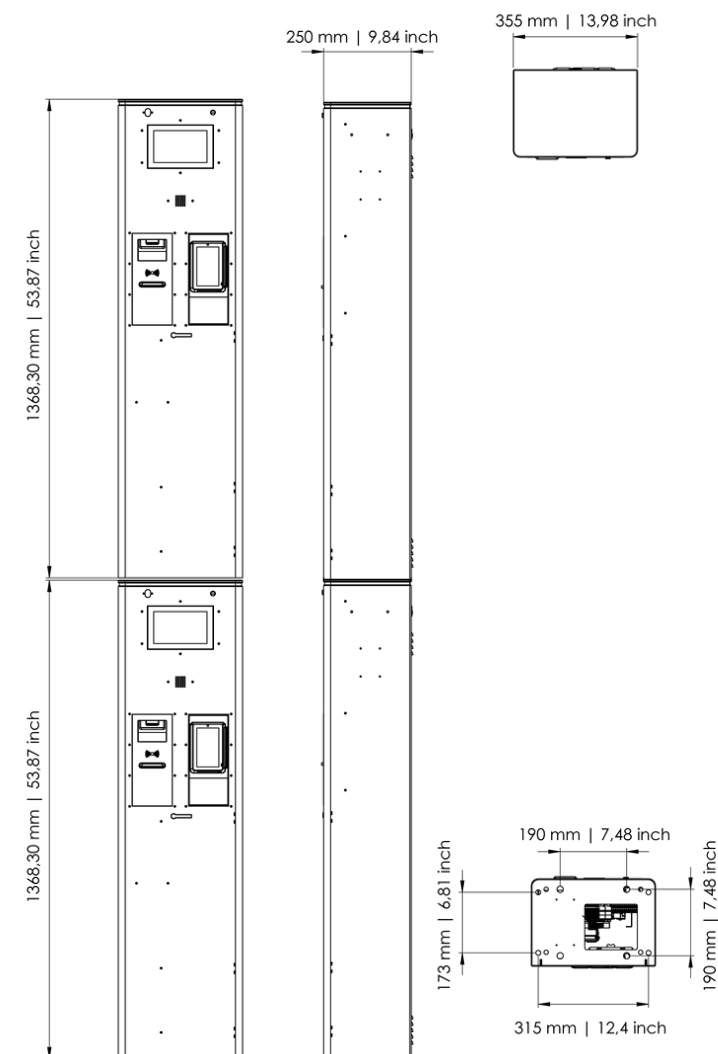 355 mm | 13,98 inch
250 mm | 9,84 inch
1368,30 mm | 53,87 inch
1368,30 mm | 53,87 inch
190 mm | 7,48 inch
173 mm | 6,81 inch
190 mm | 7,48 inch
315 mm | 12,4 inch